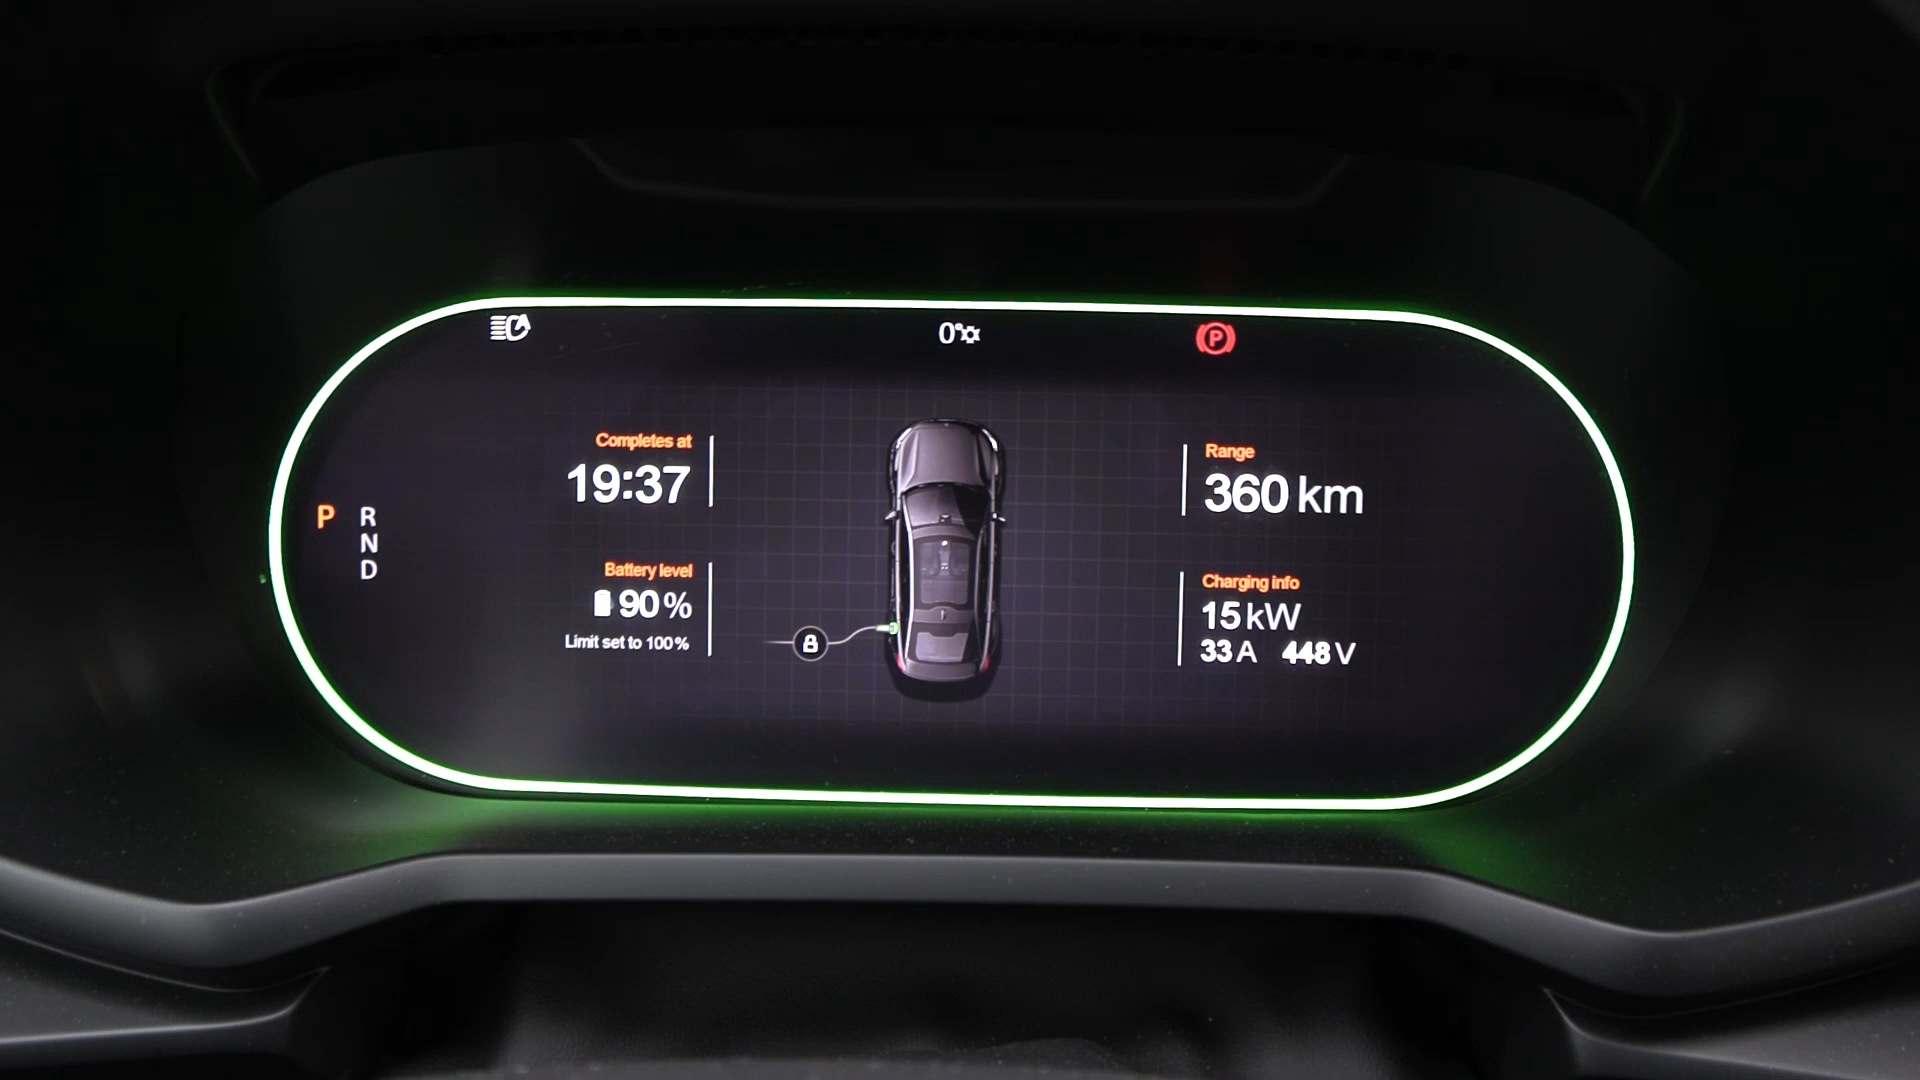 0°
P
Completes at
19:37
Range
360 km
P
R
N
D
Battery level
90 %
Limit set to 100 %
Charging info
15 kW
33 A 448 V